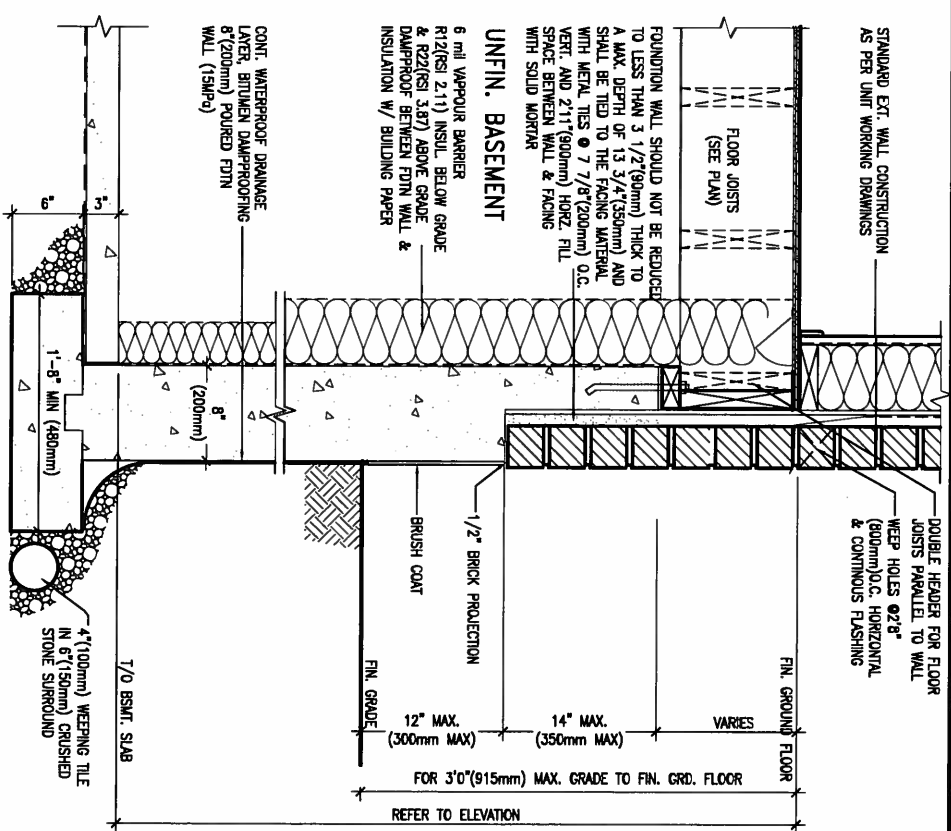 STANDARD EXT. WALL CONSTRUCTION
AS PER UNIT WORKING DRAWINGS
FLOOR JOISTS
(SEE PLAN)
FOUNDTION WALL SHOULD NOT BE REDUCED
TO LESS THAN 3 1/2"(90mm) THICK TO
A MAX. DEPTH OF 13 3/4"(350mm) AND
SHALL BE TIED TO THE FACING MATERIAL
WITH METAL TIES @ 7 7/8"(200mm) O.C.
VERT. AND 2'11"(900mm) HORZ. FILL
SPACE BETWEEN WALL & FACING
WITH SOLID MORTAR
UNFIN. BASEMENT
6 mil VAPPOUR BARRIER
R12(RSI 2.11) INSUL BELOW GRADE
& R22(RSI 3.87) ABOVE GRADE
DAMPPROOF BETWEEN FDTN WALL &
INSULATION W/ BUILDING PAPER
CONT. WATERPROOF DRAINAGE
LAYER, BITUMEN DAMPPROOFING
8"(200mm) POURED FDTN
WALL (15MPa)
3"
6"
8"
(200mm)
1'-8" MIN (480mm)
DOUBLE HEADER FOR FLOOR
JOISTS PARALLEL TO WALL
WEEP HOLES @2'8"
(800mm)O.C. HORIZONTAL
& CONTINOUS FLASHING
1/2" BRICK PROJECTION
BRUSH COAT
4"(100mm) WEEPING TILE
IN 6"(150mm) CRUSHED
STONE SURROUND
FIN. GROUND FLOOR
FIN. GRADE
T/O BSMT. SLAB
VARIES
14" MAX.
(350mm MAX)
12" MAX.
(300mm MAX)
FOR 3'0"(915mm) MAX. GRADE TO FIN. GRD. FLOOR
REFER TO ELEVATION